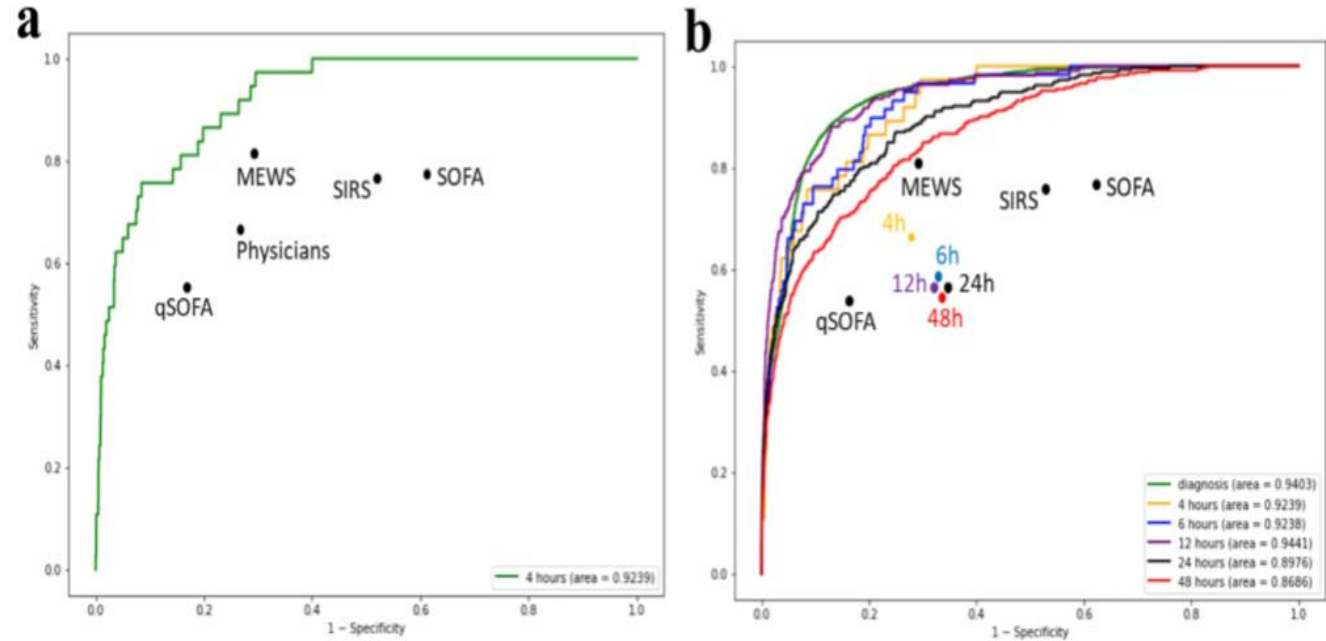 a
1.0
0.8
0.6
0.4
0.2
0.0
Sensitivity
MEWS
SIRS
SOFA
Physicians
qSOFA
4 hours (area = 0.9239)
0.0 0.2 0.4 0.6 0.8 1.0
1 − Specificity
b
1.0
0.8
0.6
0.4
0.2
0.0
Sensitivity
MEWS
SIRS
SOFA
4h
6h
12h
24h
48h
qSOFA
diagnosis (area = 0.9403)
4 hours (area = 0.9239)
6 hours (area = 0.9238)
12 hours (area = 0.9441)
24 hours (area = 0.8976)
48 hours (area = 0.8686)
0.0 0.2 0.4 0.6 0.8 1.0
1 − Specificity